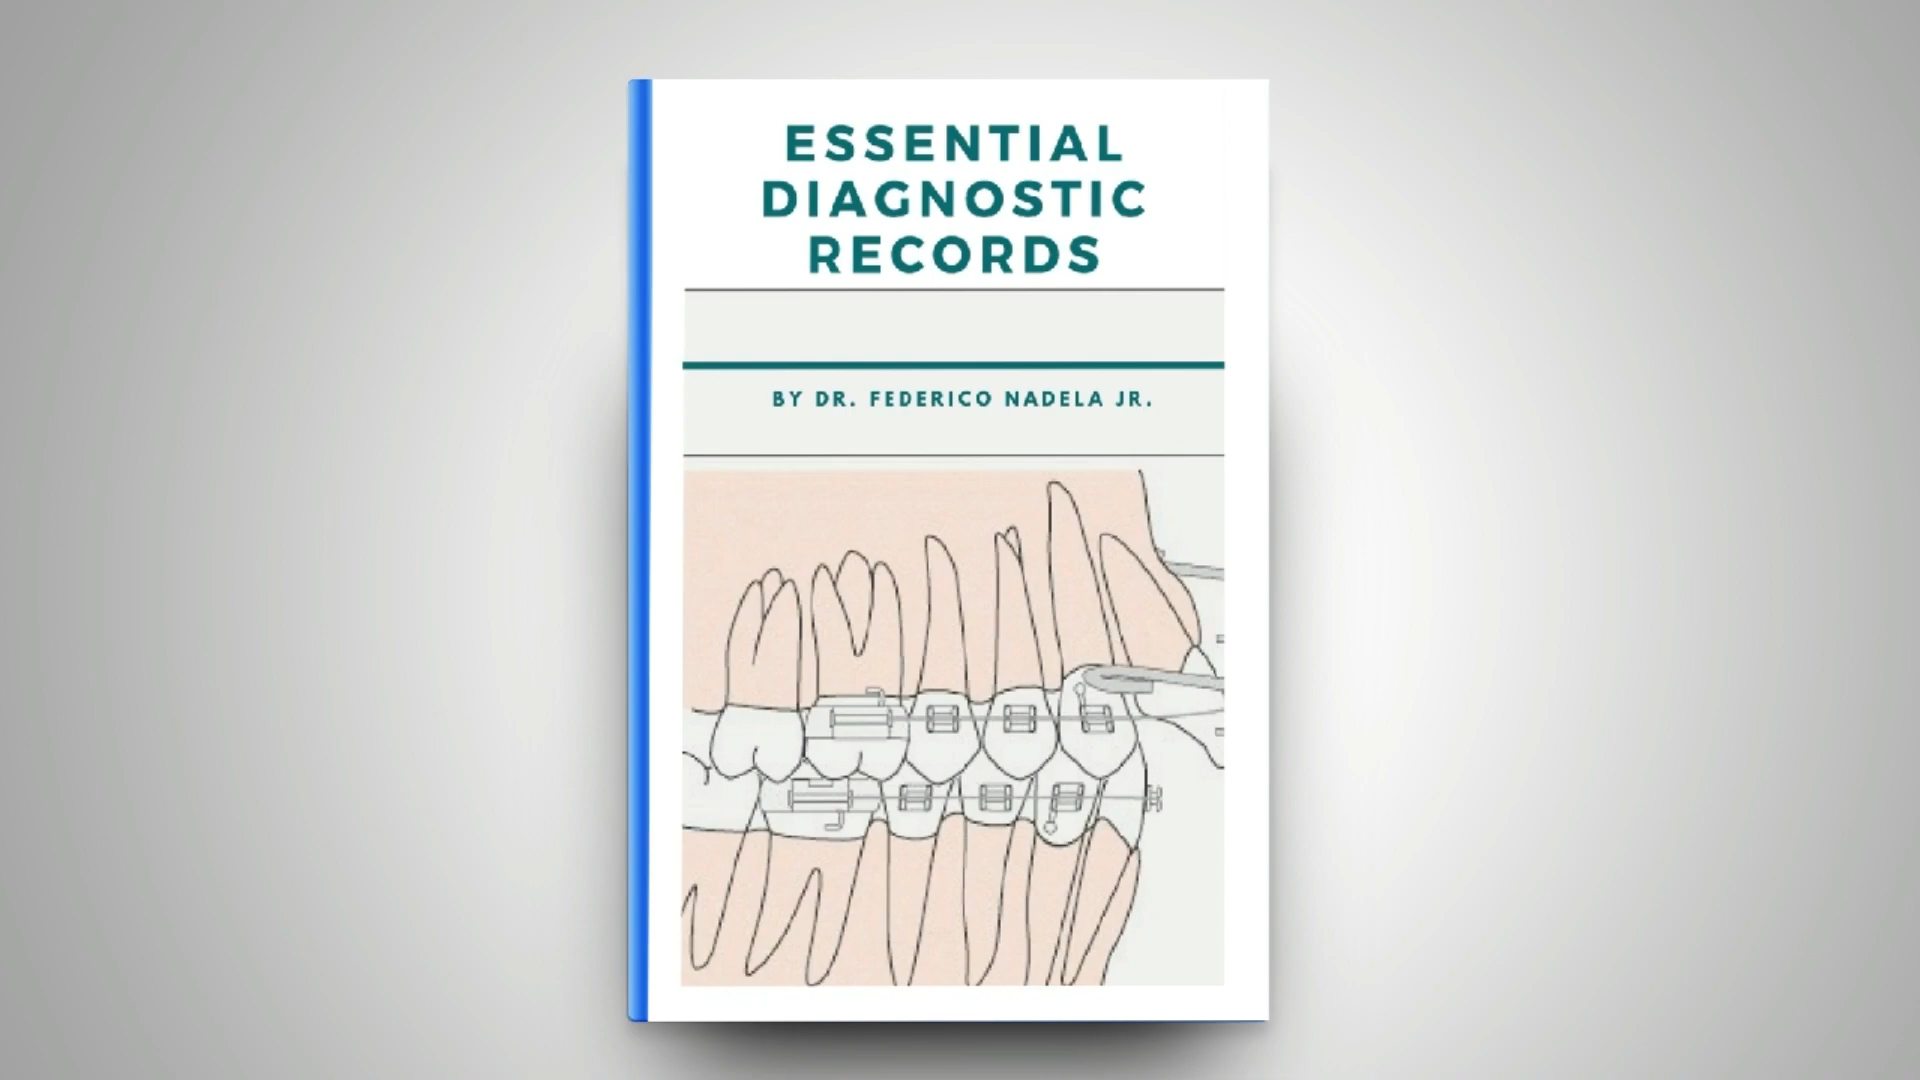 ESSENTIAL
DIAGNOSTIC
RECORDS
BY DR. FEDERICO NADELA JR.